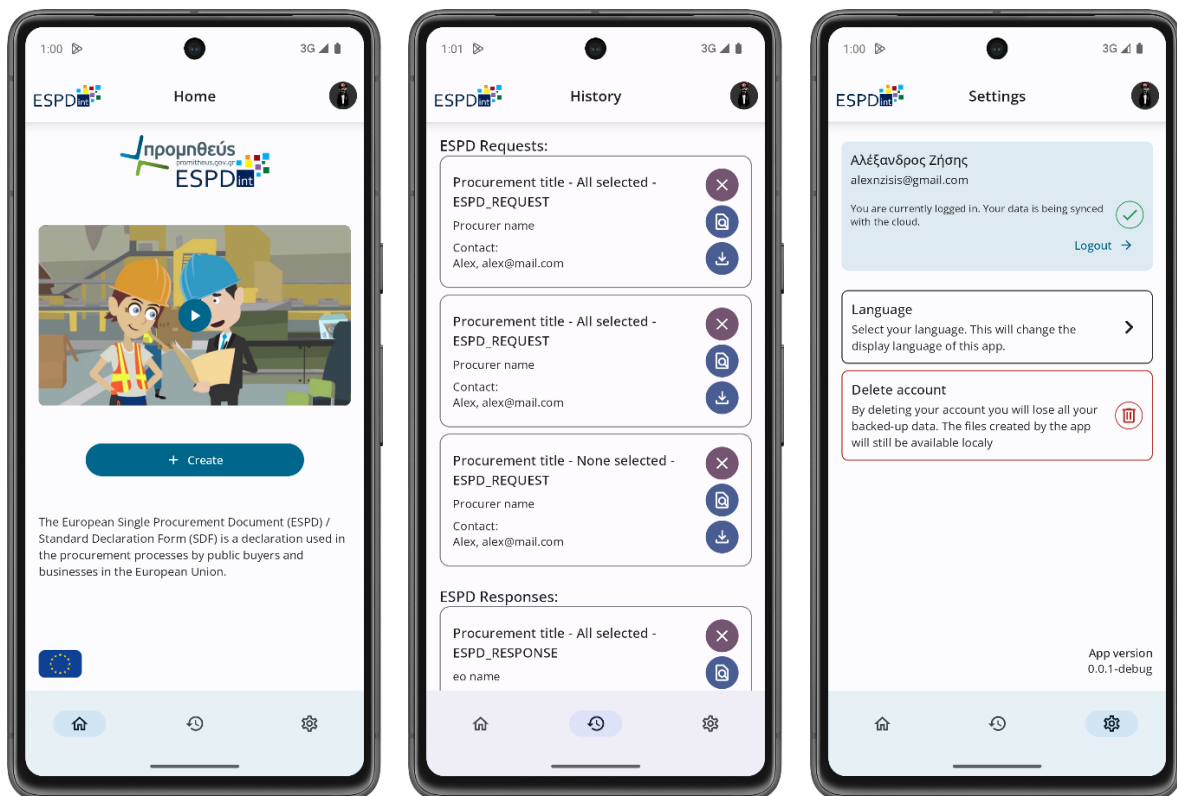 1:00
3G
ESPDint
Home
προμηθεύς
promitheus.gov.gr
ESPDint
+ Create
The European Single Procurement Document (ESPD) /
Standard Declaration Form (SDF) is a declaration used in
the procurement processes by public buyers and
businesses in the European Union.
1:01
3G
ESPDint
History
ESPD Requests:
Procurement title - All selected -
ESPD_REQUEST
Procurer name
Contact:
Alex, alex@mail.com
Procurement title - All selected -
ESPD_REQUEST
Procurer name
Contact:
Alex, alex@mail.com
Procurement title - None selected -
ESPD_REQUEST
Procurer name
Contact:
Alex, alex@mail.com
ESPD Responses:
Procurement title - All selected -
ESPD_RESPONSE
eo name
1:00
3G
ESPDint
Settings
Αλέξανδρος Ζήσης
alexnzisis@gmail.com
You are currently logged in. Your data is being synced
with the cloud.
Logout
Language
Select your language. This will change the
display language of this app.
Delete account
By deleting your account you will lose all your
backed-up data. The files created by the app
will still be available localy
App version
0.0.1-debug